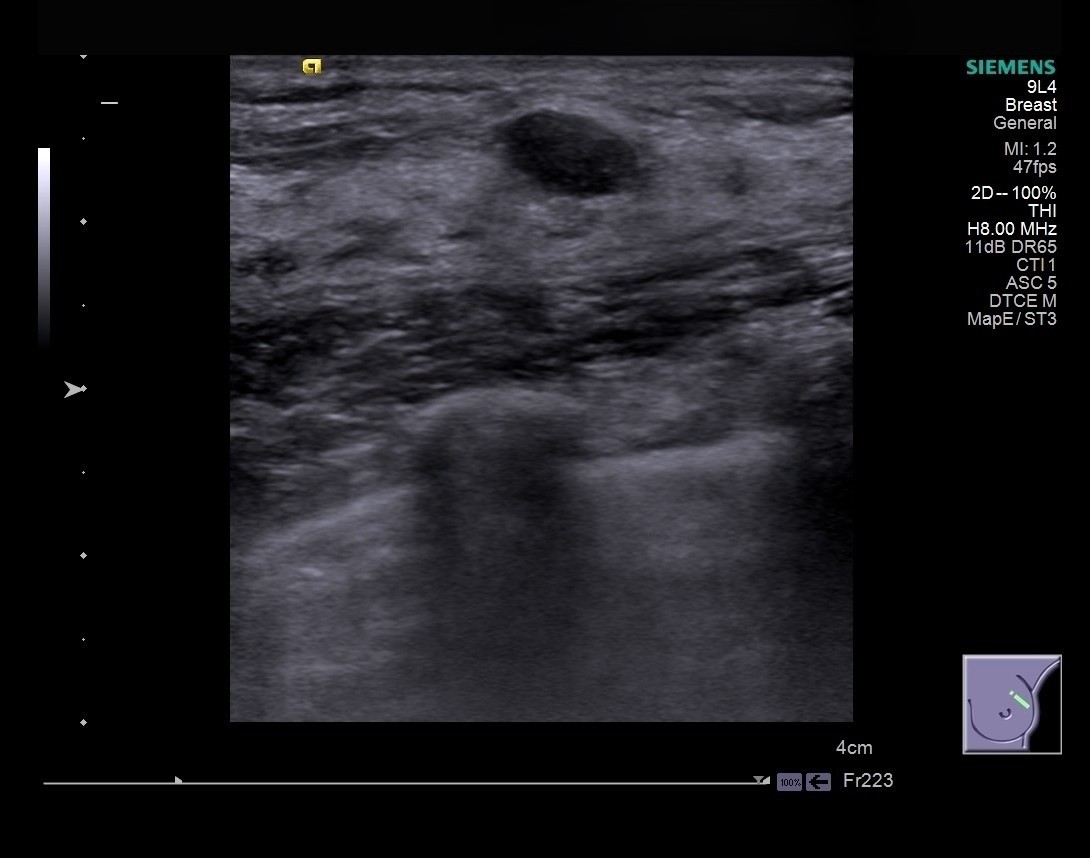 SIEMENS
9L4
Breast
General
MI: 1.2
47fps
2D--100%
THI
H8.00 MHz
11dB DR65
CTI 1
ASC 5
DTCE M
MapE / ST3
4cm
100%
Fr223